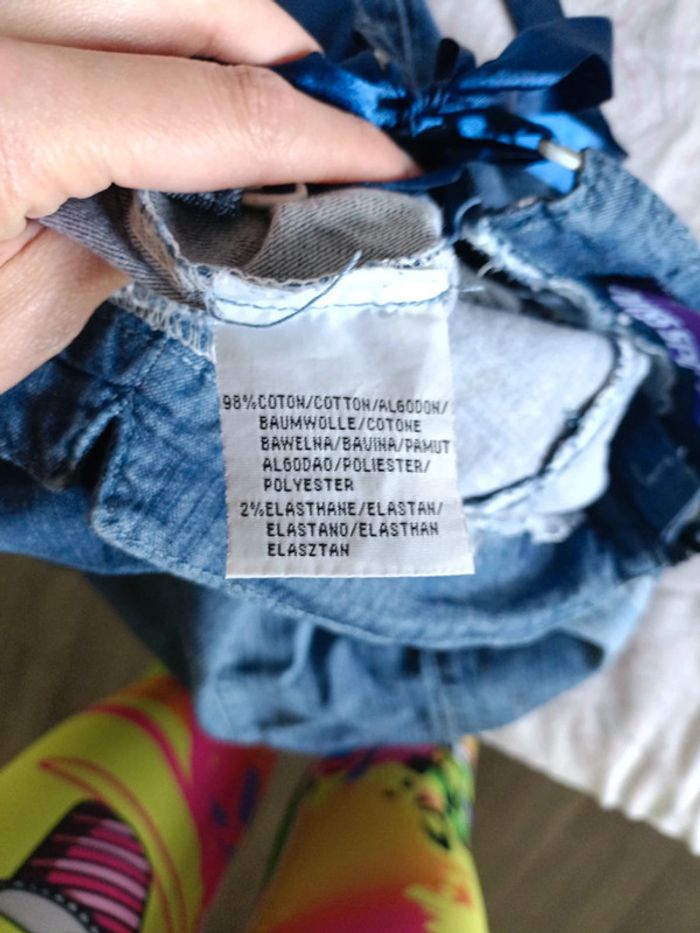 98%COTON/COTTON/ALGODON/
BAUMWOLLE/COTONE
BAWELNA/BAVINA/PAMUT
ALGODAO/POLIESTER/
POLYESTER
2%ELASTHANE/ELASTAN/
ELASTANO/ELASTHAN
ELASZTAN